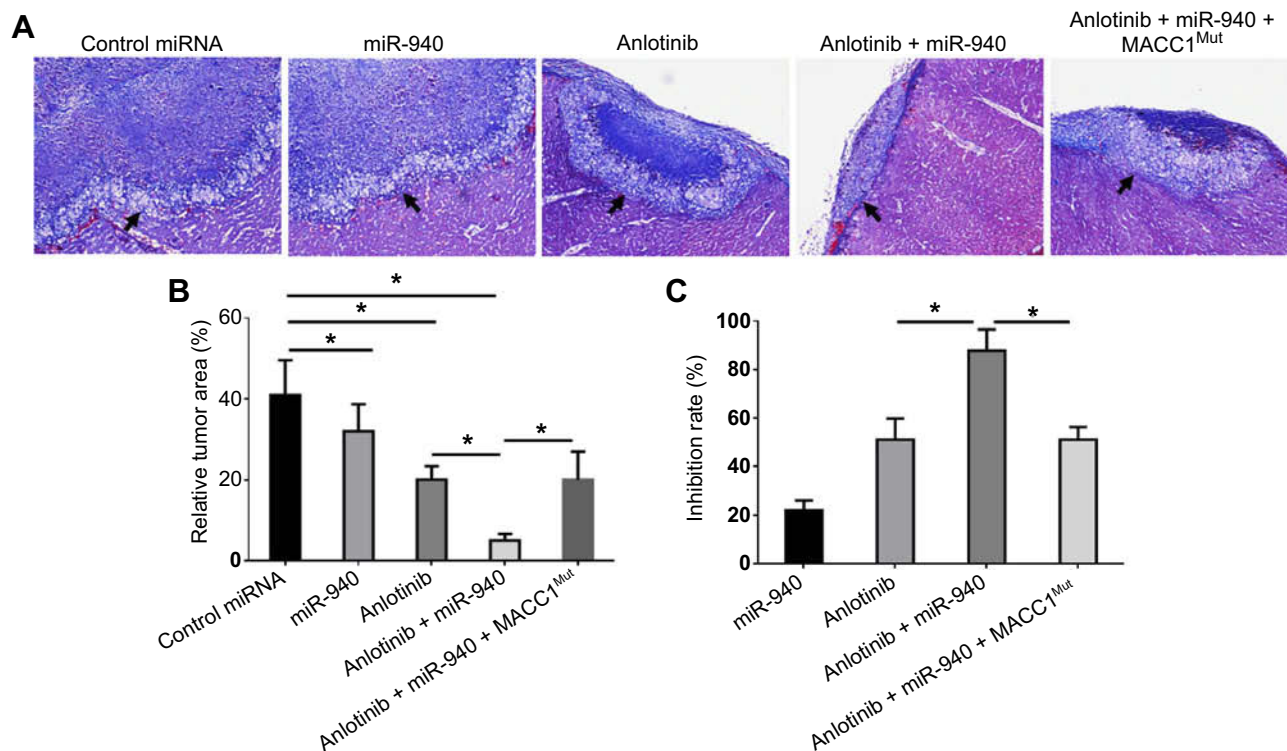 A
Control miRNA
miR-940
Anlotinib
Anlotinib + miR-940
Anlotinib + miR-940 +
MACC1Mut
B
Relative tumor area (%)
60
40
20
0
*
*
*
*
*
Control miRNA
miR-940
Anlotinib
Anlotinib + miR-940
Anlotinib + miR-940 + MACC1Mut
C
Inhibition rate (%)
100
80
60
40
20
0
*
*
miR-940
Anlotinib
Anlotinib + miR-940
Anlotinib + miR-940 + MACC1Mut